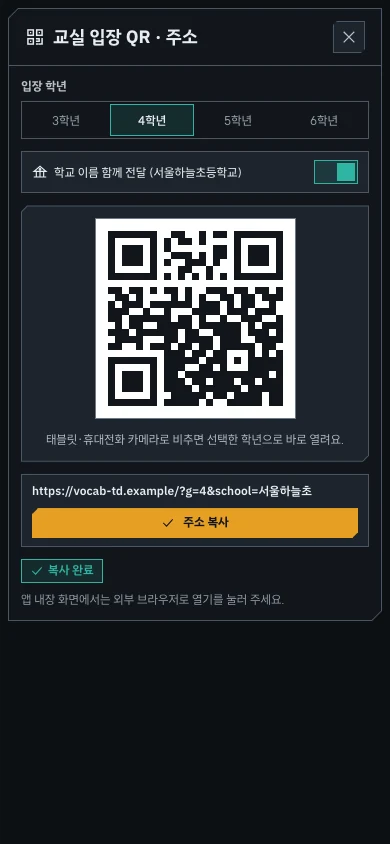 교실 입장 QR · 주소
입장 학년
3학년
4학년
5학년
6학년
학교 이름 함께 전달 (서울하늘초등학교)
태블릿·휴대전화 카메라로 비추면 선택한 학년으로 바로 열려요.
https://vocab-td.example/?g=4&school=서울하늘초
주소 복사
복사 완료
앱 내장 화면에서는 외부 브라우저로 열기를 눌러 주세요.